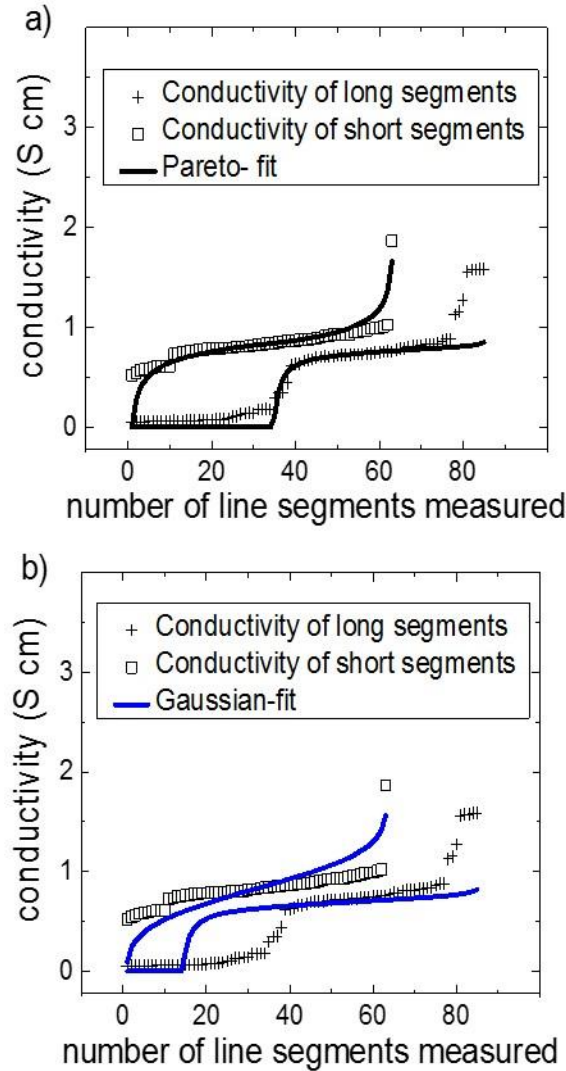 a)
conductivity (S cm)
4
3
2
1
0
Conductivity of long segments
Conductivity of short segments
Pareto- fit
0 20 40 60 80
number of line segments measured
b)
conductivity (S cm)
4
3
2
1
0
Conductivity of long segments
Conductivity of short segments
Gaussian-fit
0 20 40 60 80
number of line segments measured